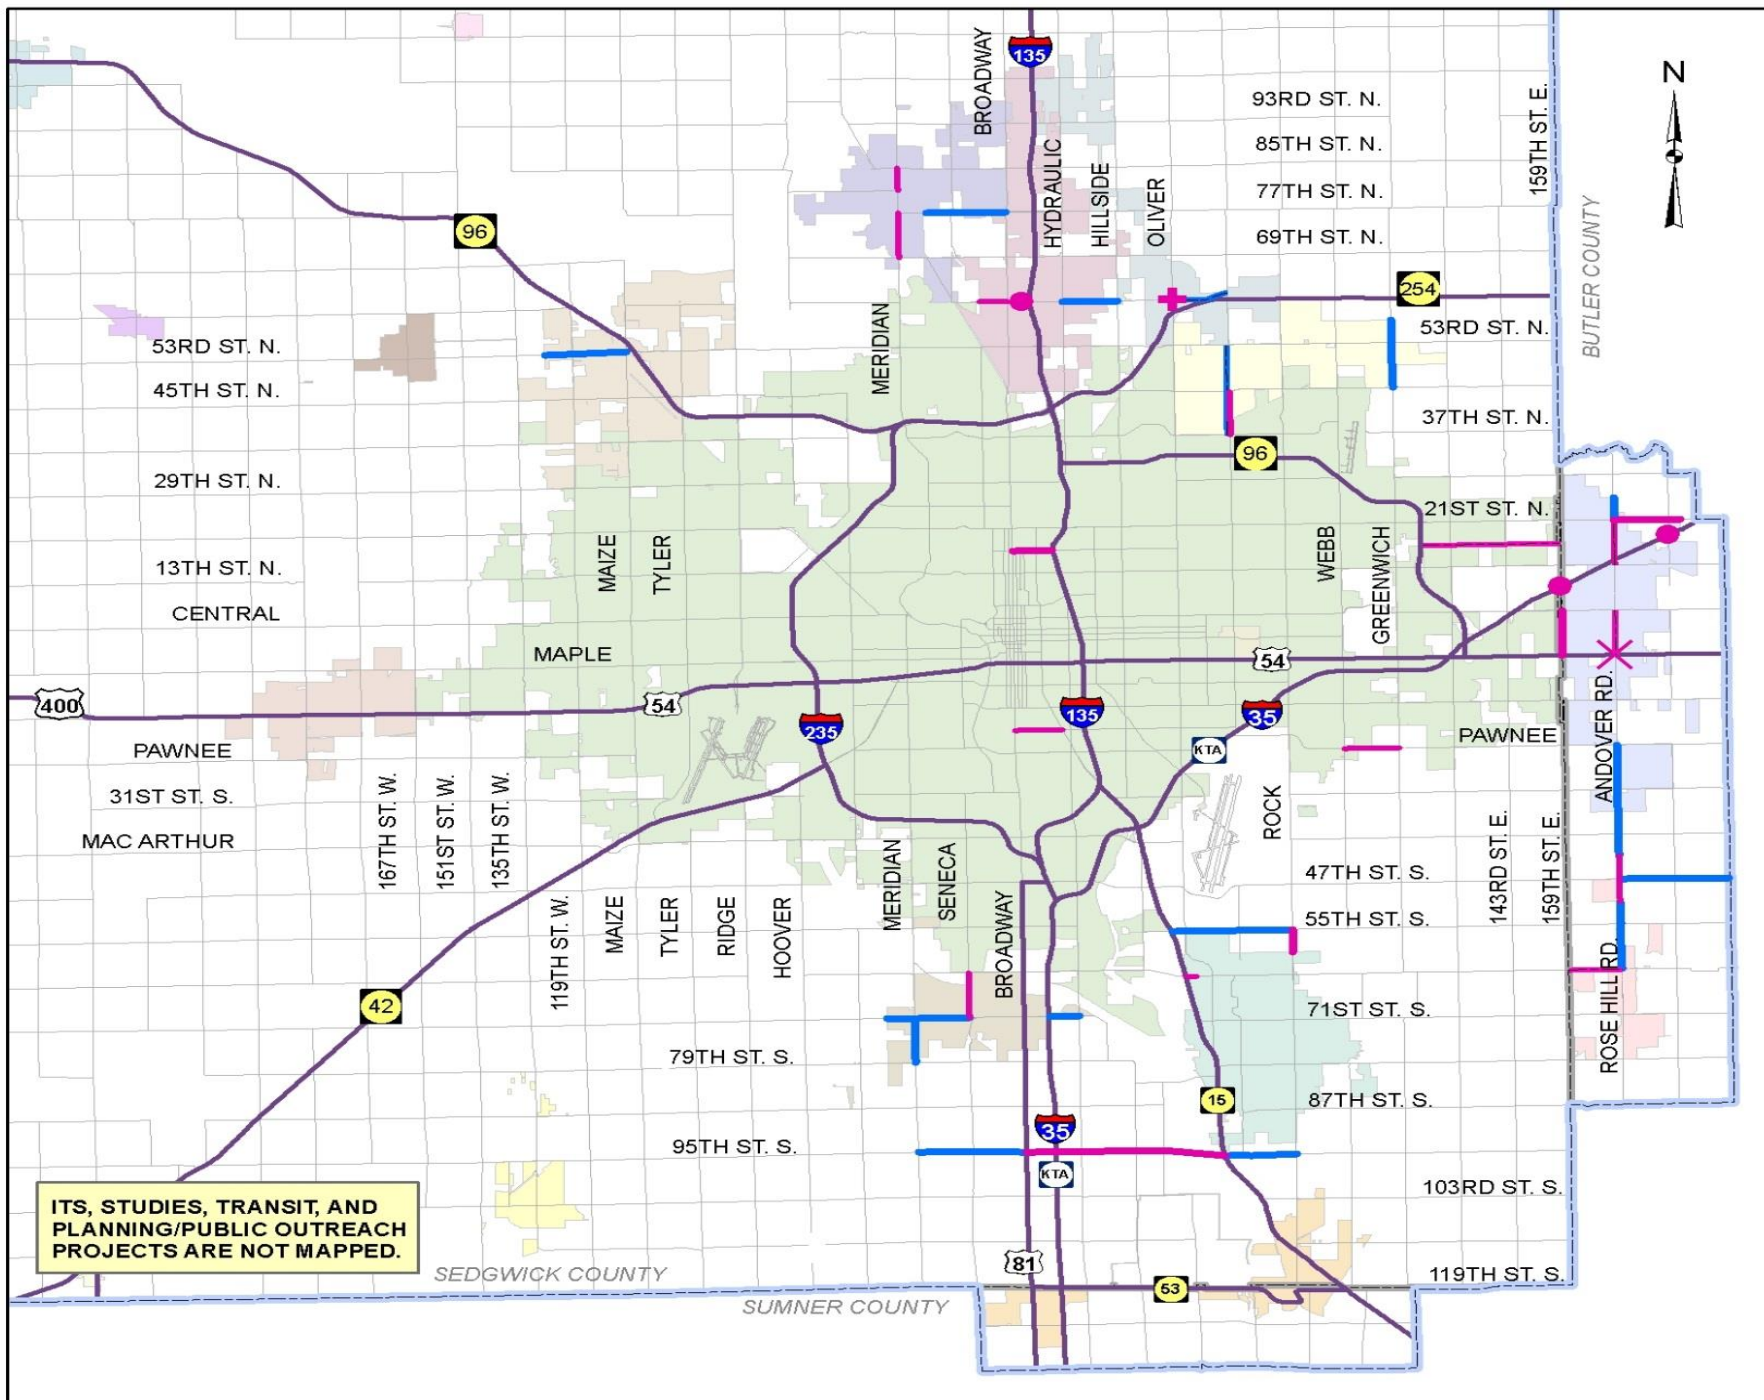 N
135
BROADWAY
93RD ST. N.
159TH ST. E.
85TH ST. N.
HYDRAULIC
HILLSIDE
OLIVER
77TH ST. N.
BUTLER COUNTY
96
69TH ST. N.
254
MERIDIAN
53RD ST. N.
53RD ST. N.
45TH ST. N.
37TH ST. N.
96
29TH ST. N.
21ST ST. N.
MAIZE
TYLER
WEBB
GREENWICH
13TH ST. N.
CENTRAL
MAPLE
54
400
54
135
35
235
ANDOVER RD.
PAWNEE
KTA
PAWNEE
31ST ST. S.
167TH ST. W.
151ST ST. W.
135TH ST. W.
ROCK
MAC ARTHUR
MERIDIAN
SENECA
47TH ST. S.
143RD ST. E.
159TH ST. E.
119TH ST. W.
MAIZE
TYLER
RIDGE
HOOVER
BROADWAY
55TH ST. S.
42
71ST ST. S.
ROSE HILL RD.
79TH ST. S.
15
87TH ST. S.
35
95TH ST. S.
KTA
103RD ST. S.
ITS, STUDIES, TRANSIT, AND
PLANNING/PUBLIC OUTREACH
PROJECTS ARE NOT MAPPED.
81
SEDGWICK COUNTY
119TH ST. S.
53
SUMNER COUNTY